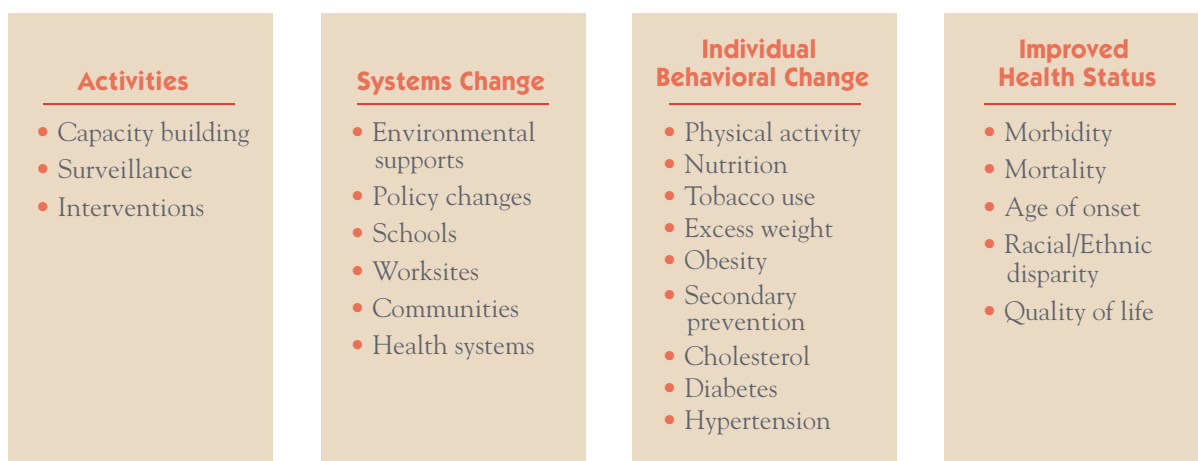 Activities
• Capacity building
• Surveillance
• Interventions
Systems Change
• Environmental
supports
• Policy changes
• Schools
• Worksites
• Communities
• Health systems
Individual
Behavioral Change
• Physical activity
• Nutrition
• Tobacco use
• Excess weight
• Obesity
• Secondary
prevention
• Cholesterol
• Diabetes
• Hypertension
Improved
Health Status
• Morbidity
• Mortality
• Age of onset
• Racial/Ethnic
disparity
• Quality of life